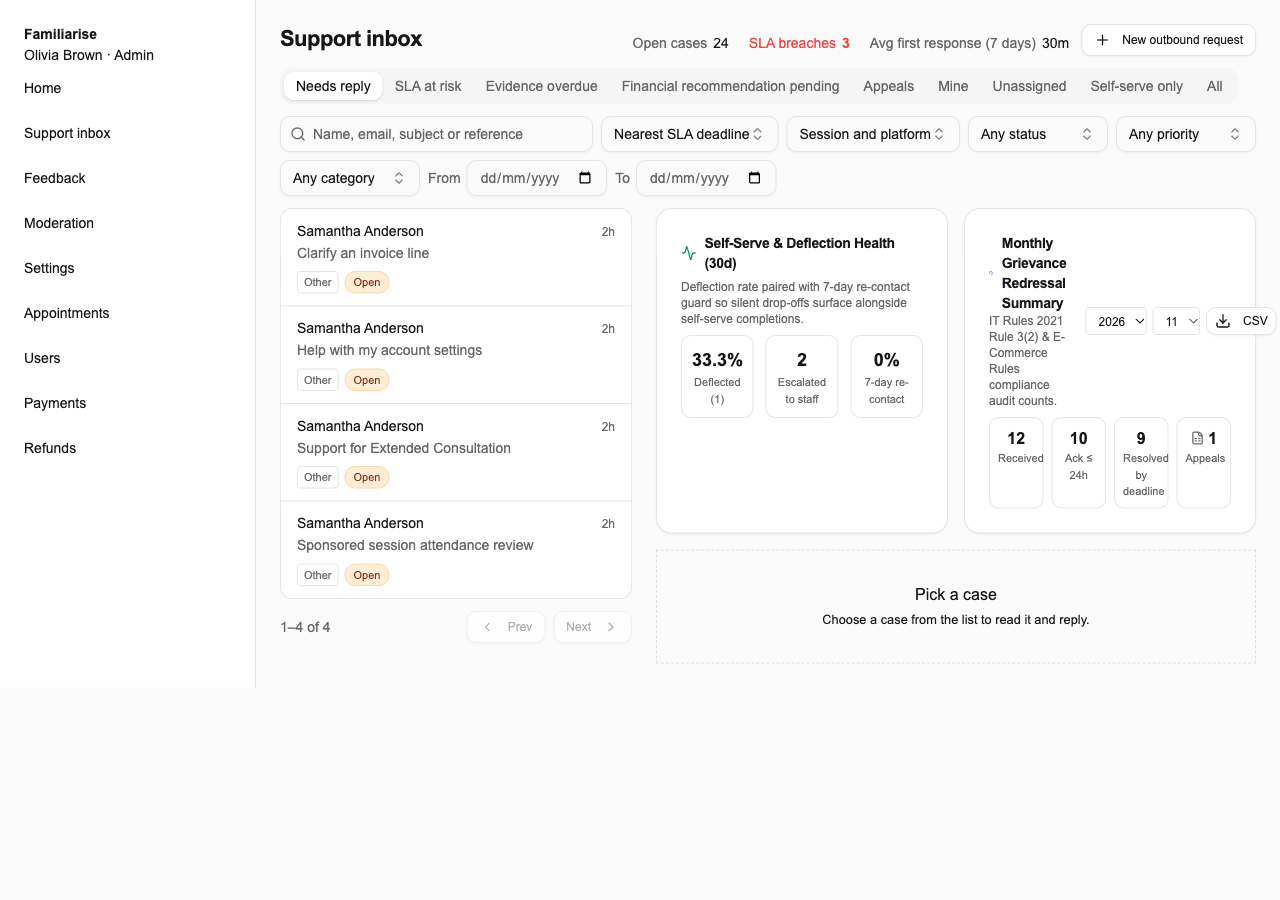 Familiarise
Olivia Brown · Admin
Home
Support inbox
Feedback
Moderation
Settings
Appointments
Users
Payments
Refunds
Support inbox
Open cases 24
SLA breaches 3
Avg first response (7 days) 30m
New outbound request
Needs reply
SLA at risk
Evidence overdue
Financial recommendation pending
Appeals
Mine
Unassigned
Self-serve only
All
Name, email, subject or reference
Nearest SLA deadline
Session and platform
Any status
Any priority
Any category
From
dd/mm/yyyy
To
dd/mm/yyyy
Samantha Anderson
2h
Clarify an invoice line
Other
Open
Samantha Anderson
2h
Help with my account settings
Other
Open
Samantha Anderson
2h
Support for Extended Consultation
Other
Open
Samantha Anderson
2h
Sponsored session attendance review
Other
Open
1–4 of 4
Prev
Next
Self-Serve & Deflection Health
(30d)
Deflection rate paired with 7-day re-contact
guard so silent drop-offs surface alongside
self-serve completions.
33.3%
Deflected
(1)
2
Escalated
to staff
0%
7-day re-
contact
Monthly
Grievance
Redressal
Summary
IT Rules 2021
Rule 3(2) & E-
Commerce
Rules
compliance
audit counts.
2026
11
CSV
12
Received
10
Ack ≤
24h
9
Resolved
by
deadline
1
Appeals
Pick a case
Choose a case from the list to read it and reply.